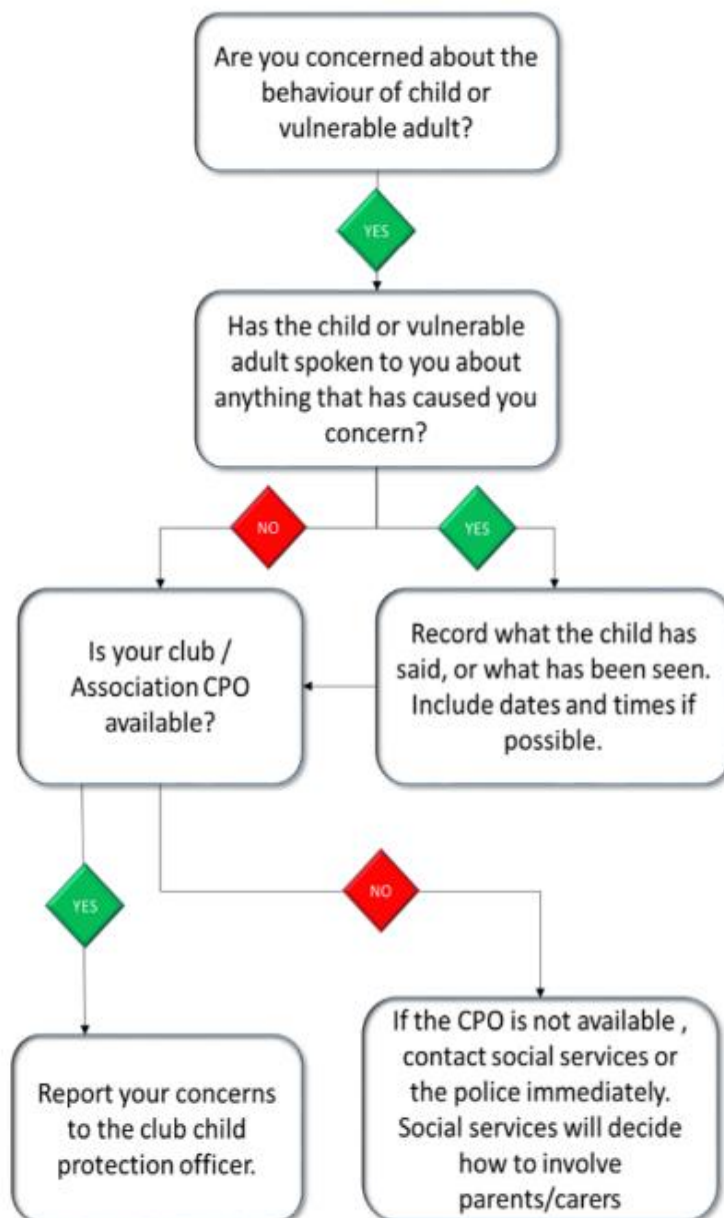 Are you concerned about the
behaviour of child or
vulnerable adult?
YES
Has the child or vulnerable
adult spoken to you about
anything that has caused you
concern?
NO
YES
Is your club /
Association CPO
available?
Record what the child has
said, or what has been seen.
Include dates and times if
possible.
YES
NO
Report your concerns
to the club child
protection officer.
If the CPO is not available ,
contact social services or
the police immediately.
Social services will decide
how to involve
parents/carers